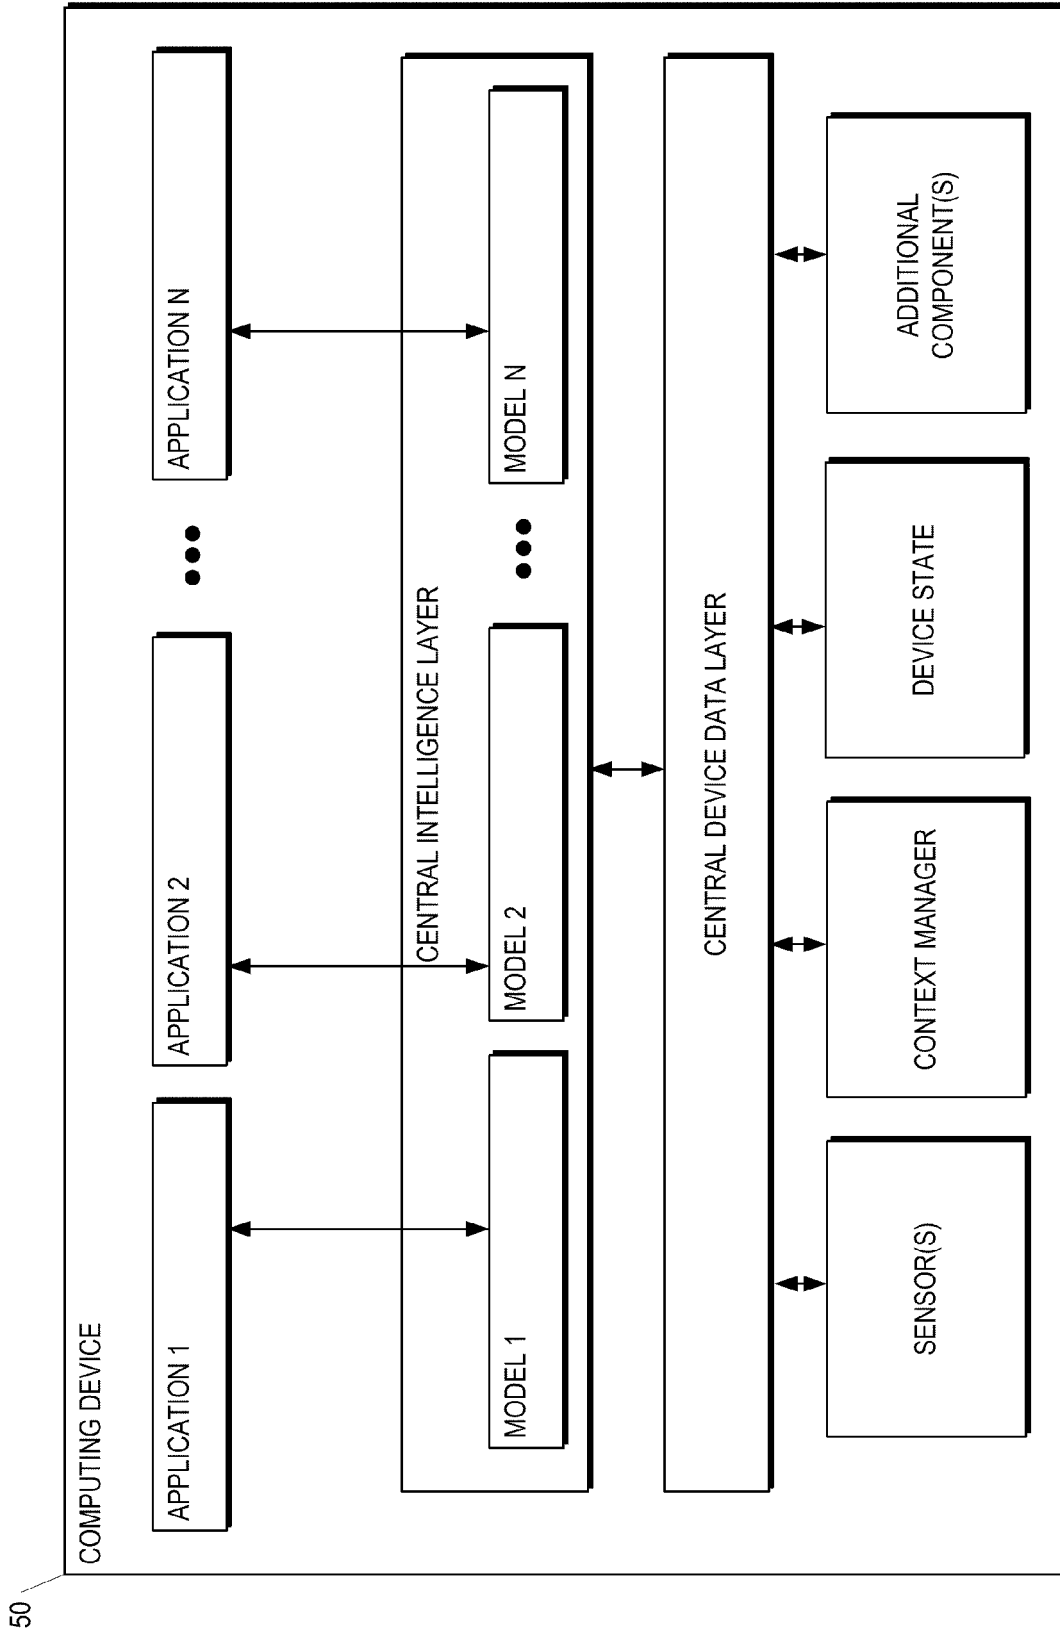 50
COMPUTING DEVICE
APPLICATION 1
APPLICATION 2
APPLICATION N
CENTRAL INTELLIGENCE LAYER
MODEL 1
MODEL 2
MODEL N
CENTRAL DEVICE DATA LAYER
SENSOR(S)
CONTEXT MANAGER
DEVICE STATE
ADDITIONAL
COMPONENT(S)